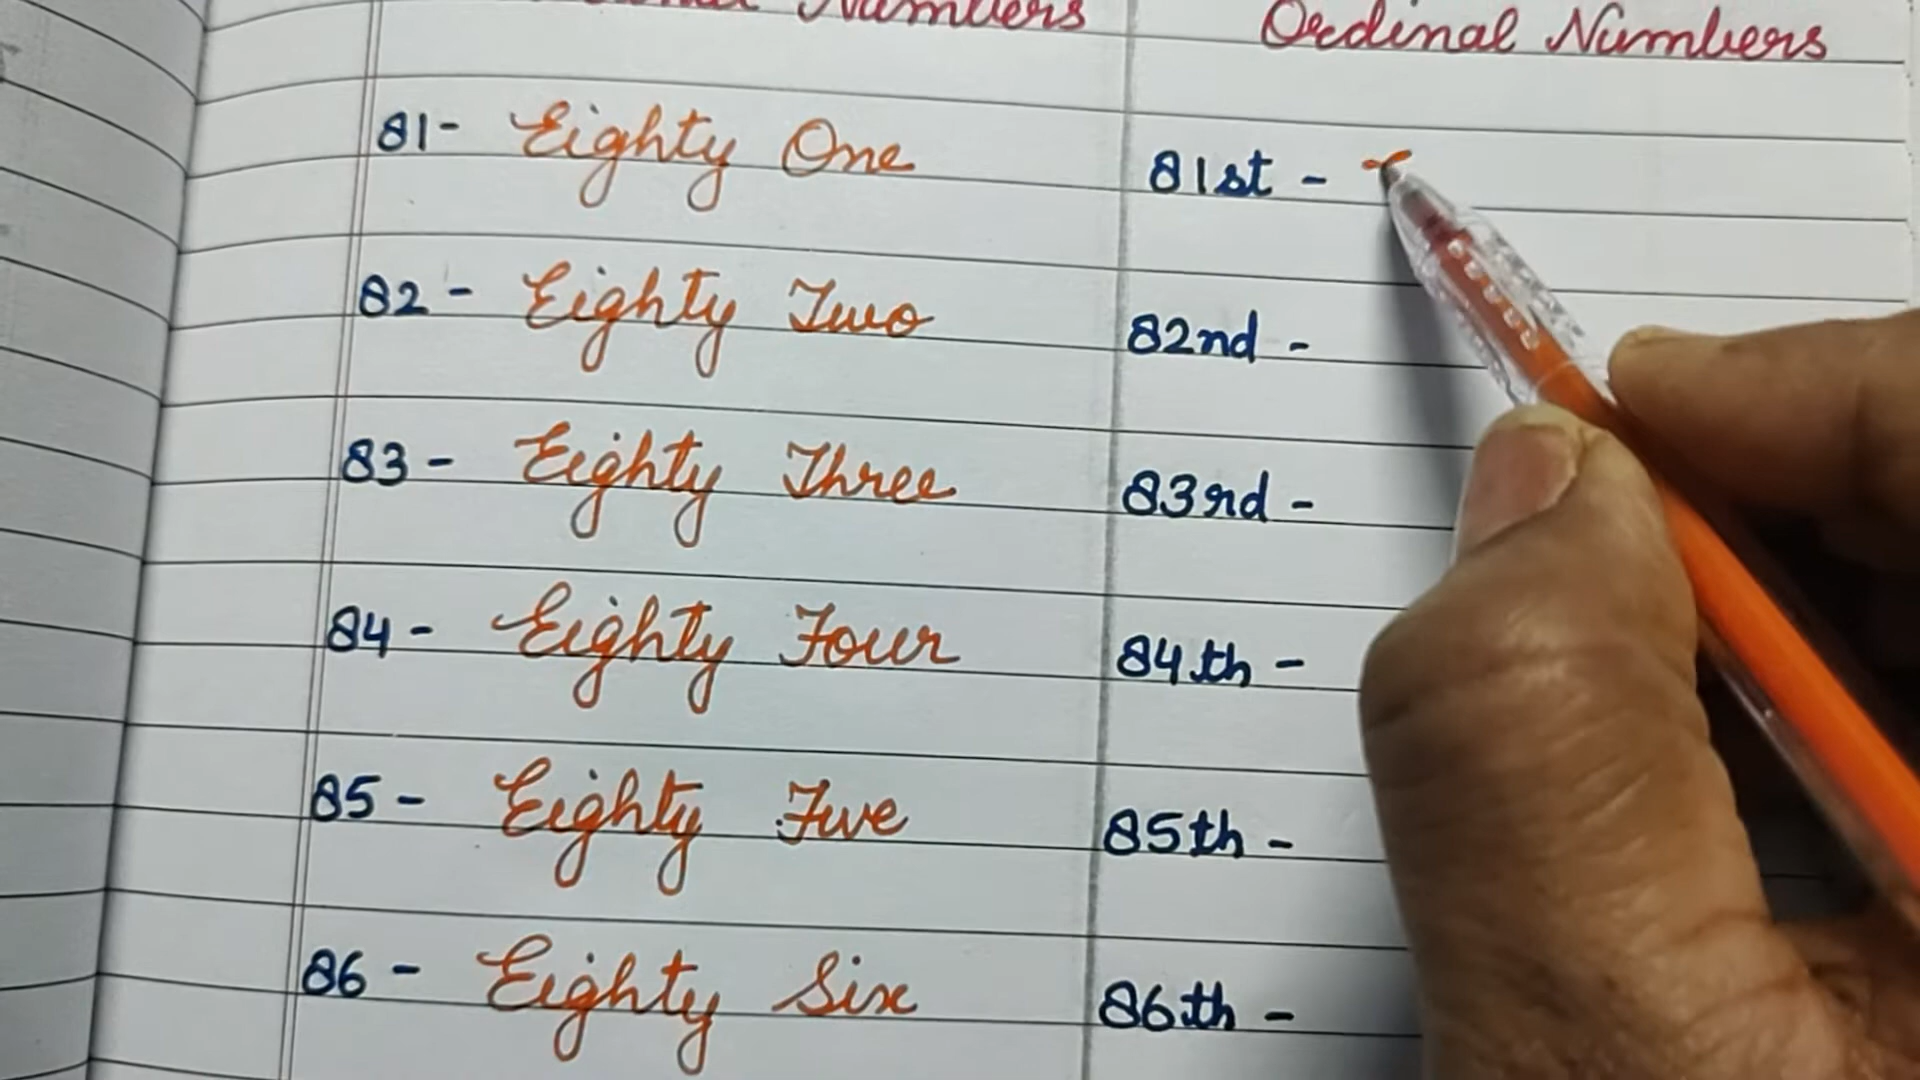 Numbers Ordinal Numbers
81- Eighty One 81st -
82 - Eighty Two 82nd -
83 - Eighty Three 83rd -
84 - Eighty Four 84th -
85 - Eighty Five 85th -
86 - Eighty Six 86th -